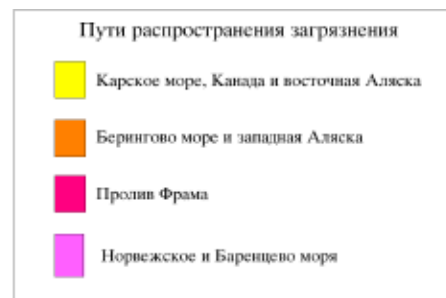 Пути распространения загрязнения
Карское море, Канада и восточная Аляска
Берингово море и западная Аляска
Пролив Фрама
Норвежское и Баренцево моря